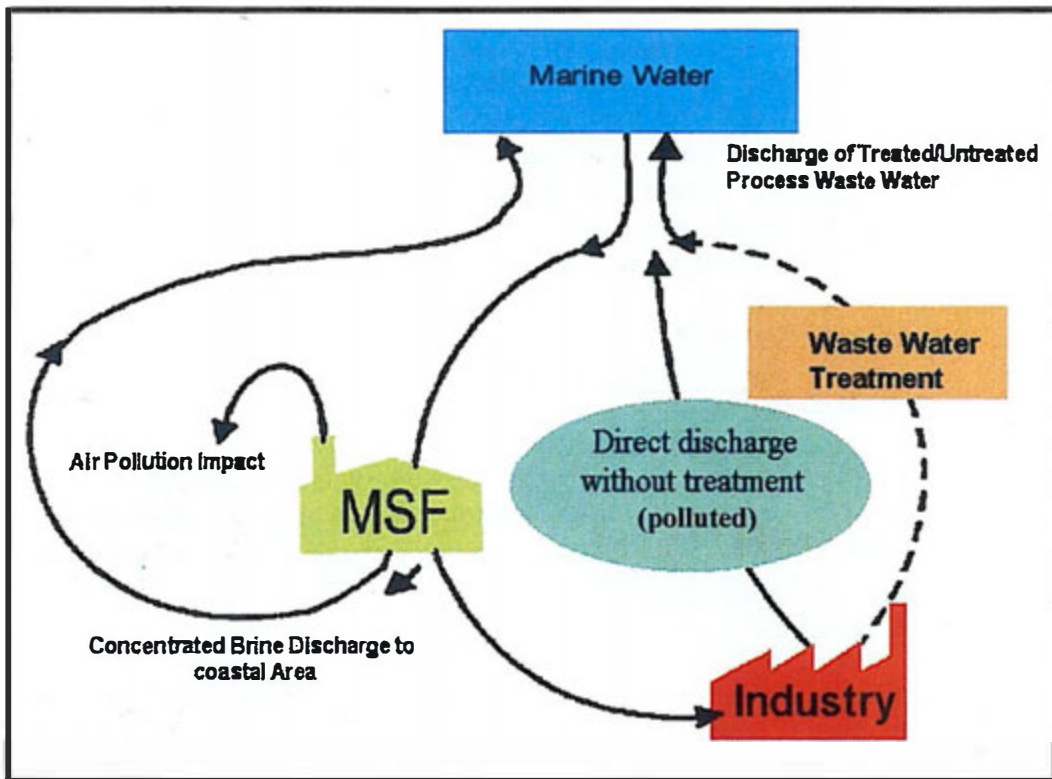 Marine Water
Discharge of Treated/Untreated
Process Waste Water
Waste Water
Treatment
Direct discharge
without treatment
(polluted)
Air Pollution Impact
MSF
Concentrated Brine Discharge to
coastal Area
Industry